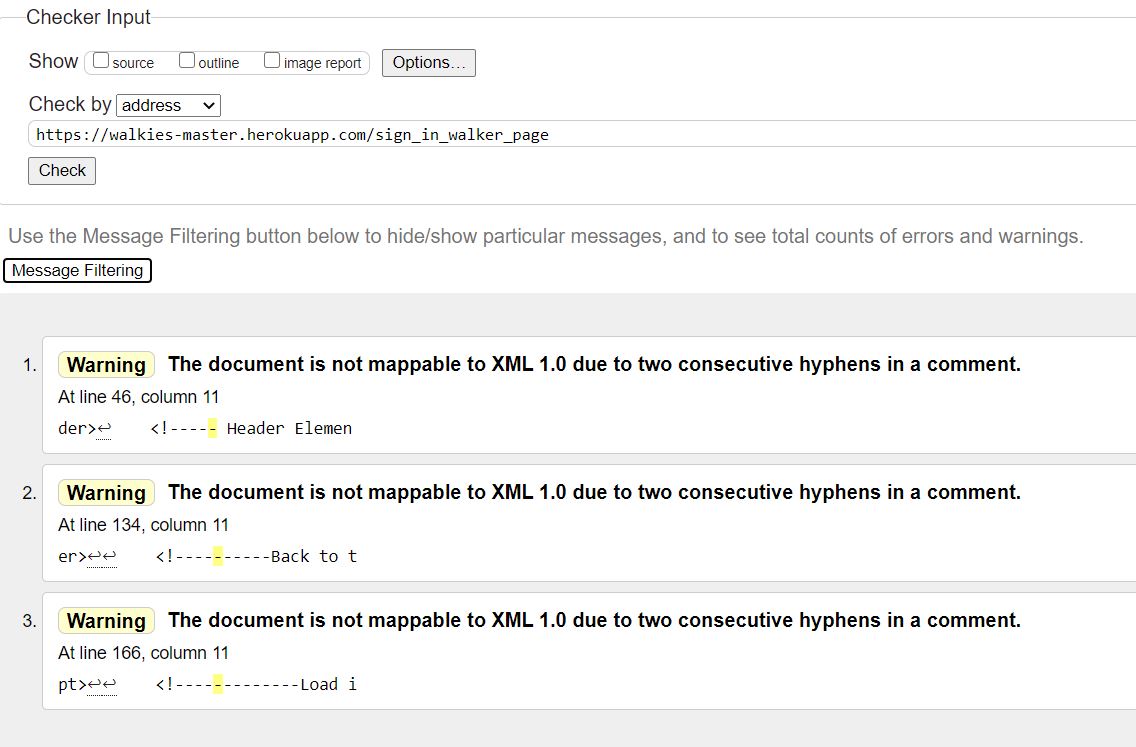 Checker Input
Show source outline image report Options...
Check by address
https://walkies-master.herokuapp.com/sign_in_walker_page
Check
Use the Message Filtering button below to hide/show particular messages, and to see total counts of errors and warnings.
Message Filtering
1. Warning The document is not mappable to XML 1.0 due to two consecutive hyphens in a comment.
At line 46, column 11
der>↩ <!----- Header Elemen
2. Warning The document is not mappable to XML 1.0 due to two consecutive hyphens in a comment.
At line 134, column 11
er>↩↩ <!----------Back to t
3. Warning The document is not mappable to XML 1.0 due to two consecutive hyphens in a comment.
At line 166, column 11
pt>↩↩ <!-------------Load i